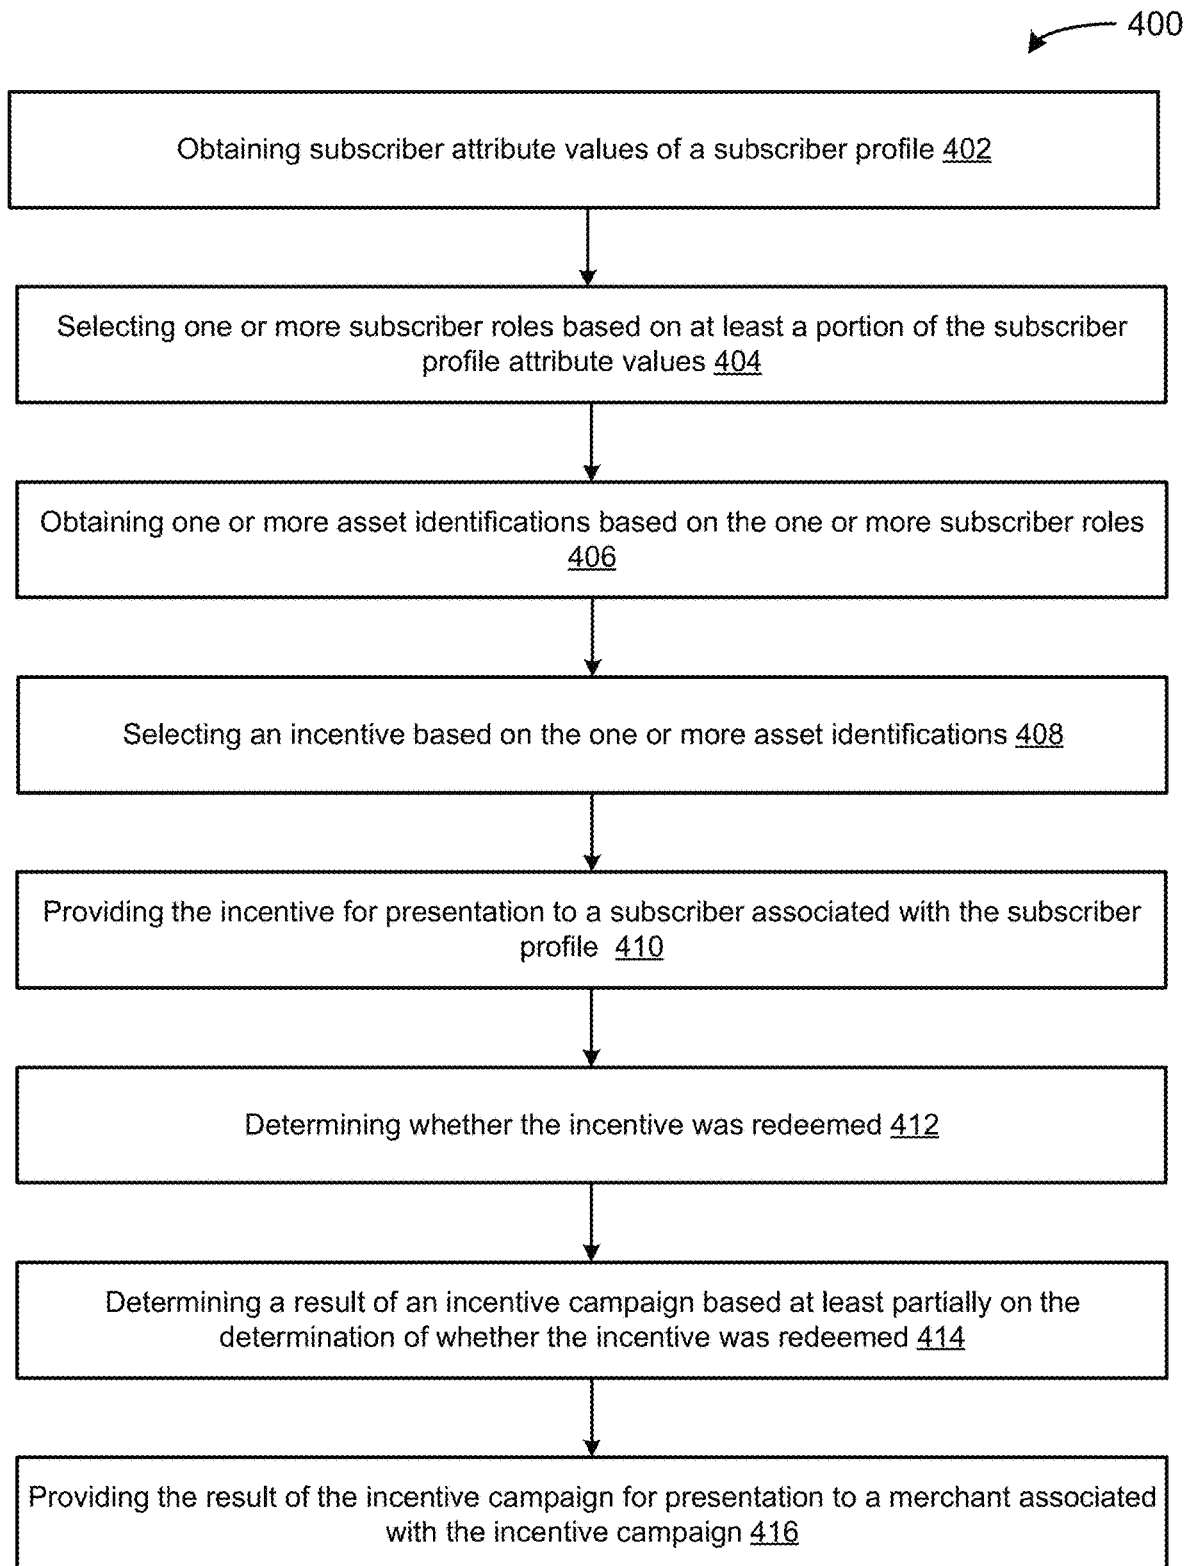 400
Obtaining subscriber attribute values of a subscriber profile 402
Selecting one or more subscriber roles based on at least a portion of the subscriber
profile attribute values 404
Obtaining one or more asset identifications based on the one or more subscriber roles
406
Selecting an incentive based on the one or more asset identifications 408
Providing the incentive for presentation to a subscriber associated with the subscriber
profile 410
Determining whether the incentive was redeemed 412
Determining a result of an incentive campaign based at least partially on the
determination of whether the incentive was redeemed 414
Providing the result of the incentive campaign for presentation to a merchant associated
with the incentive campaign 416